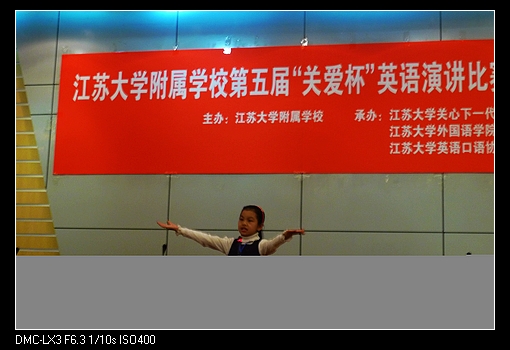 江苏大学附属学校第五届“关爱杯”英语演讲比赛
主办：江苏大学附属学校
承办：江苏大学关心下一代
江苏大学外国语学院
江苏大学英语口语协
DMC-LX3 F6.3 1/10s ISO400